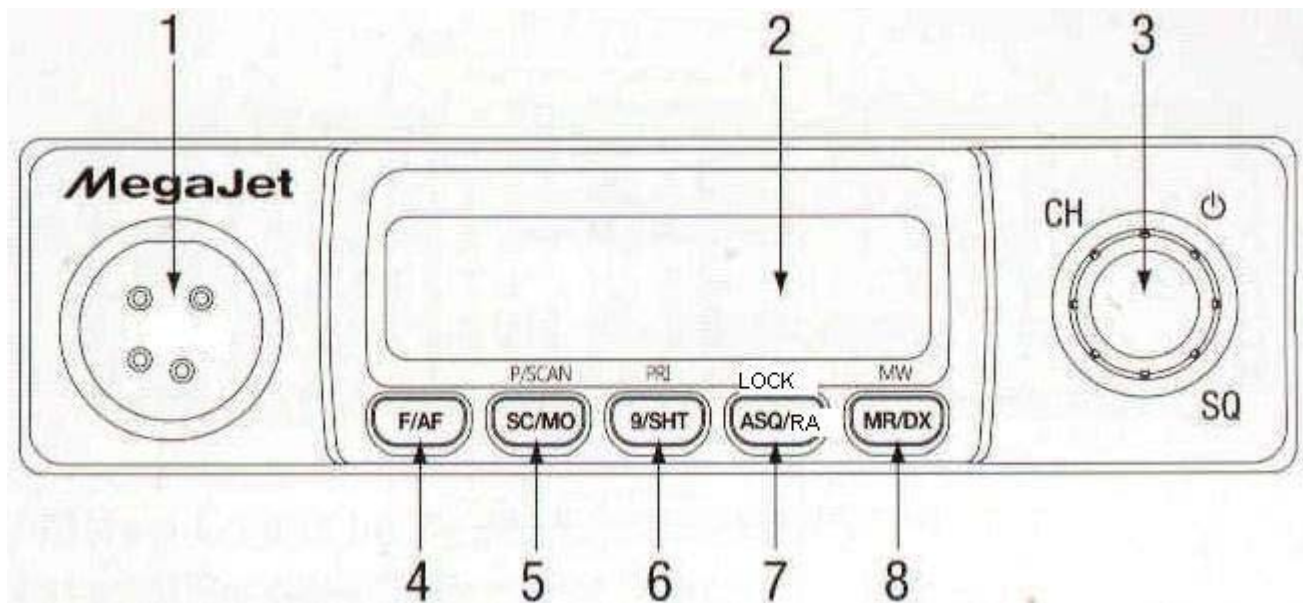 1 2 3
MegaJet
CH
SQ
P/SCAN PRI LOCK MW
F/AF SC/MO 9/SHT ASQ/RA MR/DX
4 5 6 7 8